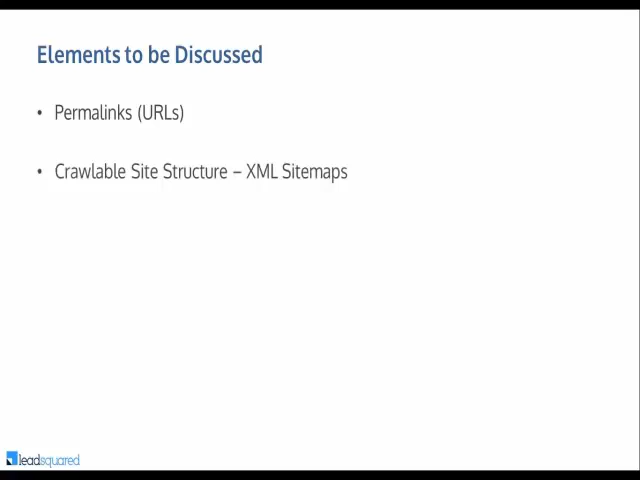 Elements to be Discussed
• Permalinks (URLs)
• Crawlable Site Structure – XML Sitemaps
leadsquared